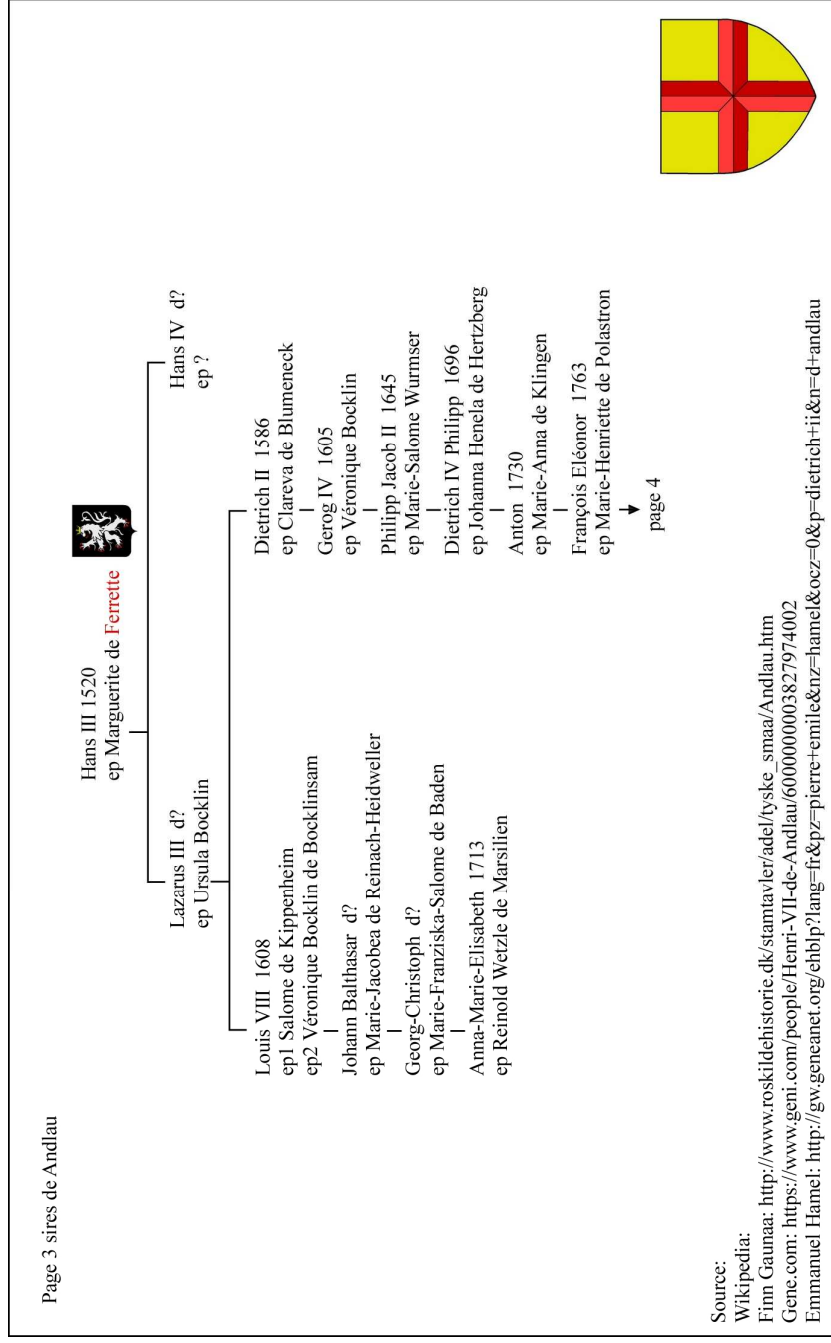 Page 3 sires de Andlau
Hans III 1520
ep Marguerite de Ferrette
Lazarus III d?
ep Ursula Bocklin
Hans IV d?
ep ?
Louis VIII 1608
ep1 Salome de Kippenheim
ep2 Véronique Bocklin de Bocklinsam
Johann Balthasar d?
ep Marie-Jacobea de Reinach-Heidweller
Georg-Christoph d?
ep Marie-Franziska-Salome de Baden
Anna-Marie-Elisabeth 1713
ep Reinold Wetzle de Marsilien
Dietrich II 1586
ep Clareva de Blumeneck
Gerog IV 1605
ep Véronique Bocklin
Philipp Jacob II 1645
ep Marie-Salome Wurmser
Dietrich IV Philipp 1696
ep Johanna Henela de Hertzberg
Anton 1730
ep Marie-Anna de Klingen
François Eléonor 1763
ep Marie-Henriette de Polastron
page 4
Source:
Wikipedia:
Finn Gaunaa: http://www.roskildehistorie.dk/stamtavler/adel/tyske_smaa/Andlau.htm
Gene.com: https://www.geni.com/people/Henri-VII-de-Andlau/6000000003827974002
Emmanuel Hamel: http://gw.geneanet.org/ehblp?lang=fr&pz=pierre+emile&nz=hamel&ocz=0&p=dietrich+ii&n=d+andlau